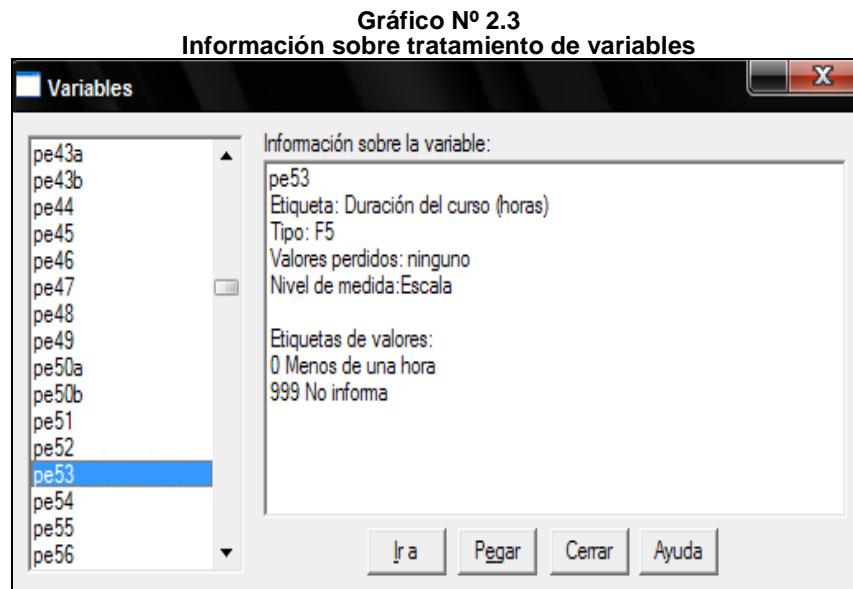 Gráfico Nº 2.3
Información sobre tratamiento de variables
Variables
pe43a
pe43b
pe44
pe45
pe46
pe47
pe48
pe49
pe50a
pe50b
pe51
pe52
pe53
pe54
pe55
pe56
Información sobre la variable:
pe53
Etiqueta: Duración del curso (horas)
Tipo: F5
Valores perdidos: ninguno
Nivel de medida:Escala
Etiquetas de valores:
0 Menos de una hora
999 No informa
Ir a
Pegar
Cerrar
Ayuda